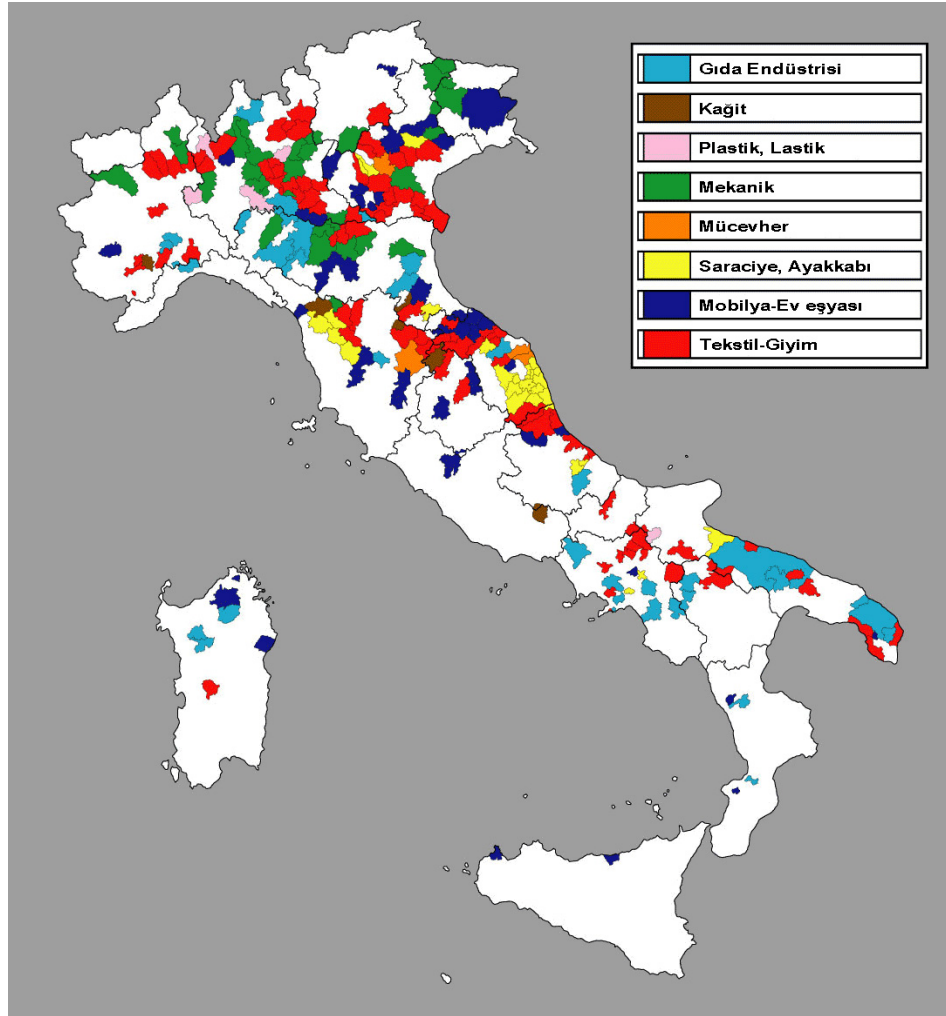 Gıda Endüstrisi
Kağit
Plastik, Lastik
Mekanik
Mücevher
Saraciye, Ayakkabı
Mobilya-Ev eşyası
Tekstil-Giyim